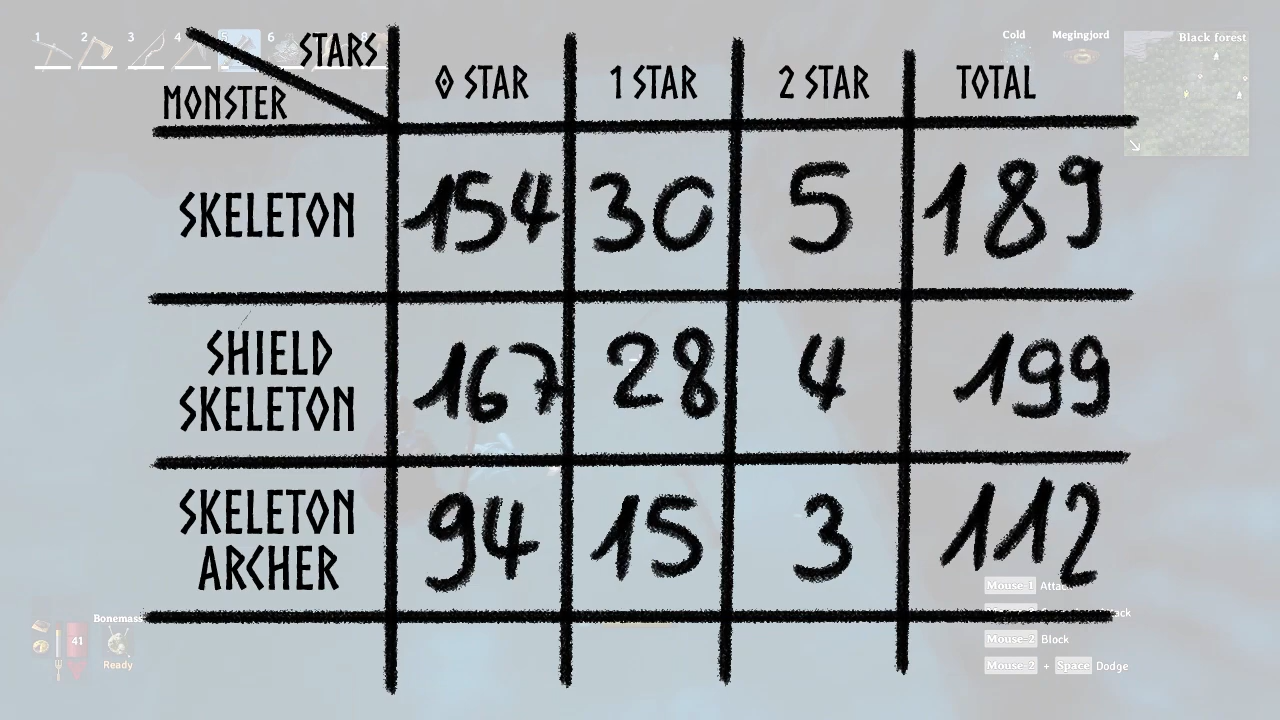 1 2 3 4 5 6 8
Cold Megingjord Black forest
STARS
MONSTER
0 STAR 1 STAR 2 STAR TOTAL
SKELETON 154 30 5 189
SHIELD
SKELETON 167 28 4 199
SKELETON
ARCHER 94 15 3 112
Mouse-1 Attack
Bonemass
41
Mouse-2 Block
Ready
Mouse-2 + Space Dodge